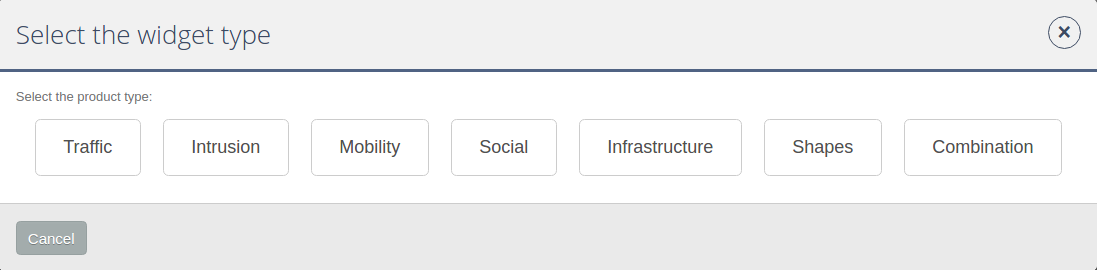 Select the widget type
Select the product type:
Traffic Intrusion Mobility Social Infrastructure Shapes Combination
Cancel